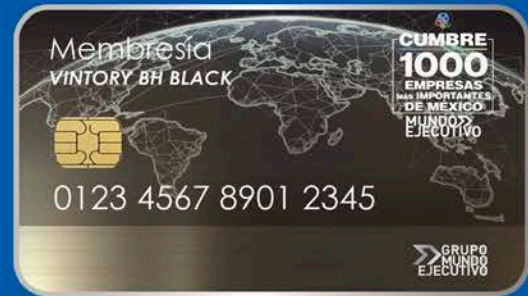 Membresía
VINTORY BH BLACK
CUMBRE
1000
EMPRESAS
MÁS IMPORTANTES
DE MÉXICO
MUNDO
EJECUTIVO
0123 4567 8901 2345
GRUPO
MUNDO
EJECUTIVO